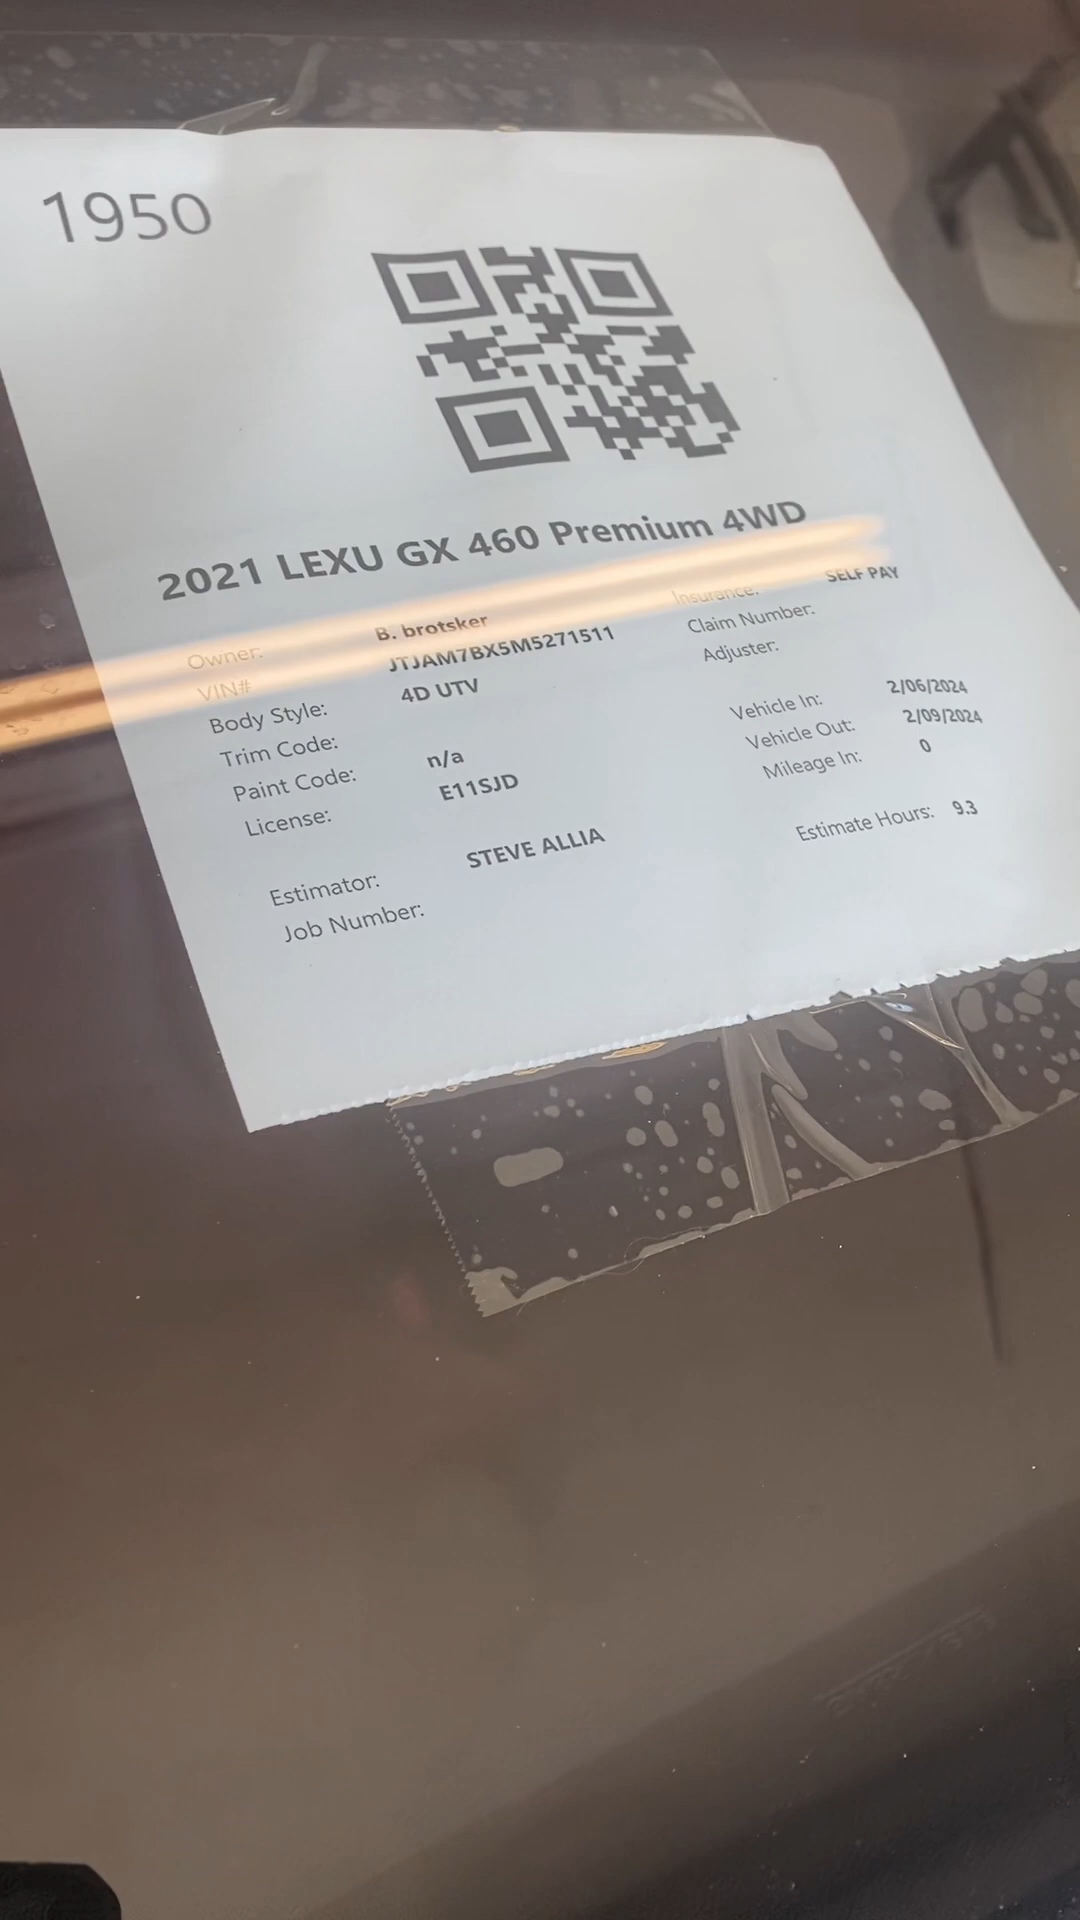 1950
2021 LEXU GX 460 Premium 4WD
Owner: B. brotsker
VIN# JTJAM7BX5M5271511
Body Style: 4D UTV
Trim Code:
Paint Code: n/a
License: E11SJD
Estimator: STEVE ALLIA
Job Number:
Insurance: SELF PAY
Claim Number:
Adjuster:
Vehicle In: 2/06/2024
Vehicle Out: 2/09/2024
Mileage In: 0
Estimate Hours: 9.3